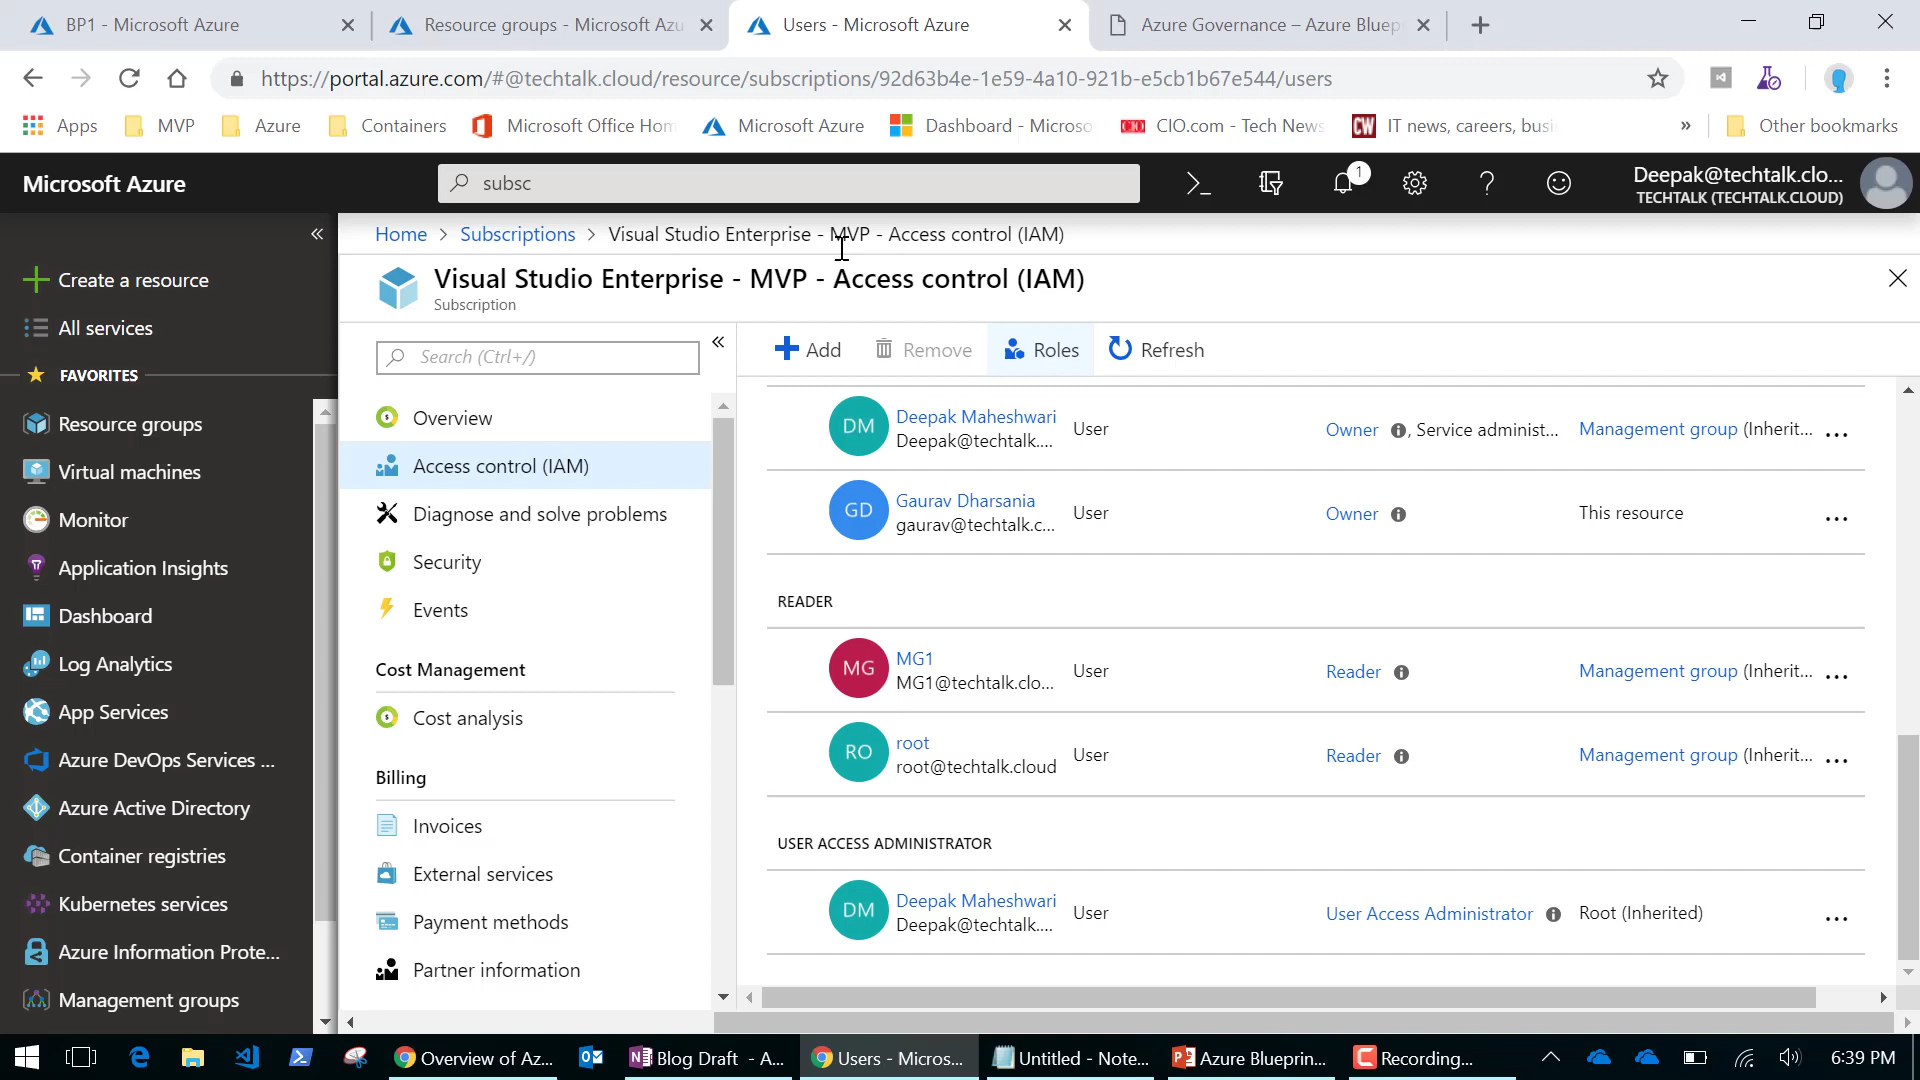 BP1 - Microsoft Azure
Resource groups - Microsoft Azu
Users - Microsoft Azure
Azure Governance – Azure Bluep
https://portal.azure.com/#@techtalk.cloud/resource/subscriptions/92d63b4e-1e59-4a10-921b-e5cb1b67e544/users
Apps
MVP
Azure
Containers
Microsoft Office Hom
Microsoft Azure
Dashboard - Microso
CIO.com - Tech News
IT news, careers, busi
»
Other bookmarks
Microsoft Azure
subsc
1
Deepak@techtalk.clo...
TECHTALK (TECHTALK.CLOUD)
Create a resource
All services
FAVORITES
Resource groups
Virtual machines
Monitor
Application Insights
Dashboard
Log Analytics
App Services
Azure DevOps Services ...
Azure Active Directory
Container registries
Kubernetes services
Azure Information Prote...
Management groups
Home > Subscriptions > Visual Studio Enterprise - MVP - Access control (IAM)
Visual Studio Enterprise - MVP - Access control (IAM)
Subscription
Search (Ctrl+/)
Overview
Access control (IAM)
Diagnose and solve problems
Security
Events
Cost Management
Cost analysis
Billing
Invoices
External services
Payment methods
Partner information
Add
Remove
Roles
Refresh
DM
Deepak Maheshwari
Deepak@techtalk....
User
Owner , Service administ...
Management group (Inherit...
...
GD
Gaurav Dharsania
gaurav@techtalk.c...
User
Owner
This resource
...
READER
MG
MG1
MG1@techtalk.clo...
User
Reader
Management group (Inherit...
...
RO
root
root@techtalk.cloud
User
Reader
Management group (Inherit...
...
USER ACCESS ADMINISTRATOR
DM
Deepak Maheshwari
Deepak@techtalk....
User
User Access Administrator
Root (Inherited)
...
Overview of Az...
Blog Draft - A...
Users - Micros...
Untitled - Note...
Azure Blueprin...
Recording...
6:39 PM